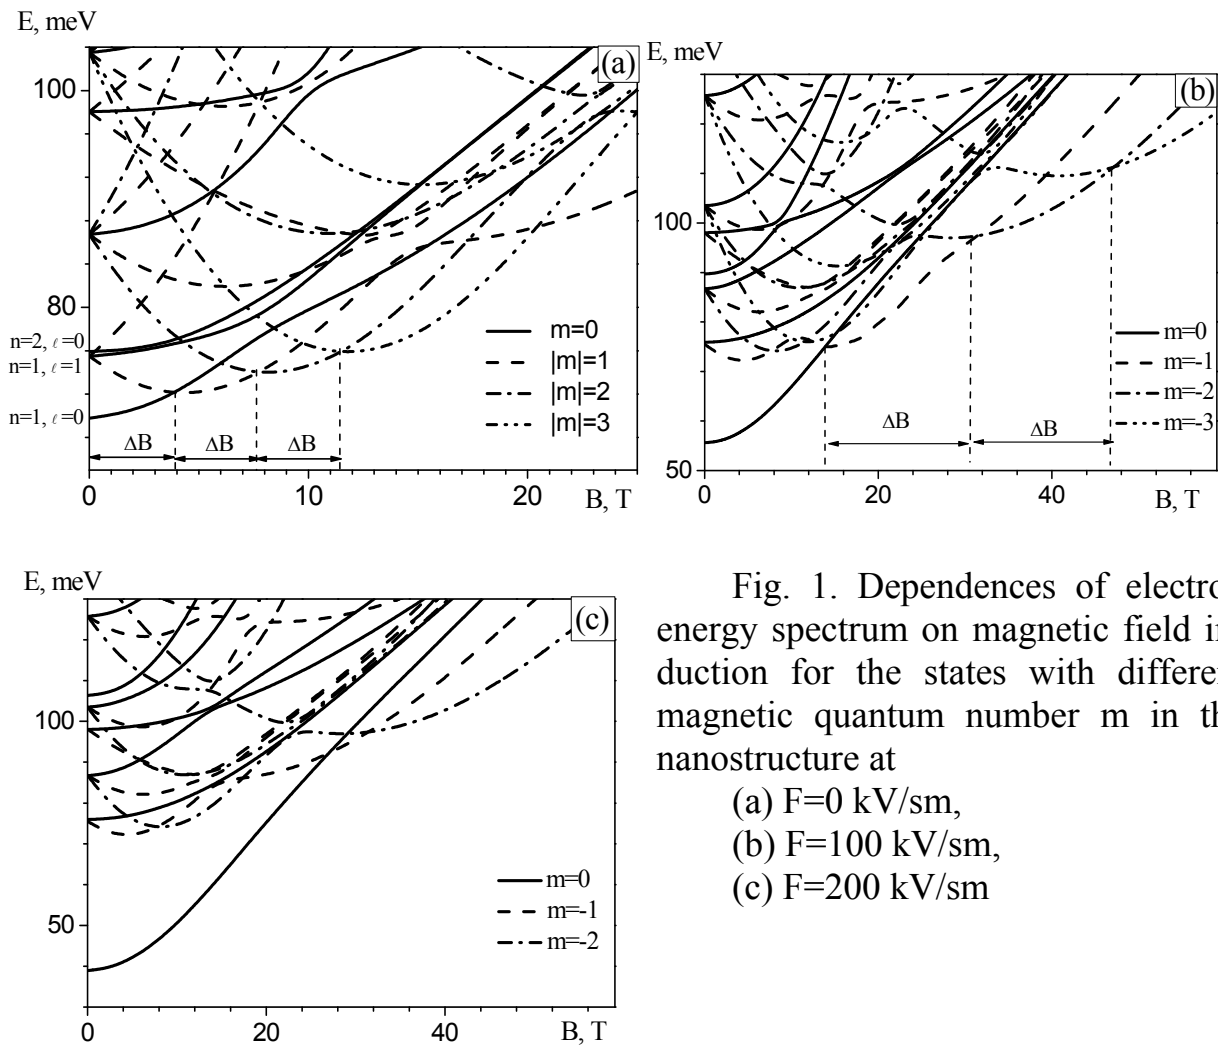 E, meV
(a)
100
80
n=2, ℓ=0
n=1, ℓ=1
n=1, ℓ=0
m=0
|m|=1
|m|=2
|m|=3
ΔB ΔB ΔB
0 10 20
B, T
E, meV
(b)
100
50
m=0
m=-1
m=-2
m=-3
ΔB ΔB
0 20 40
B, T
E, meV
(c)
100
50
m=0
m=-1
m=-2
0 20 40
B, T
Fig. 1. Dependences of electro
energy spectrum on magnetic field in
duction for the states with differen
magnetic quantum number m in th
nanostructure at
(a) F=0 kV/sm,
(b) F=100 kV/sm,
(c) F=200 kV/sm